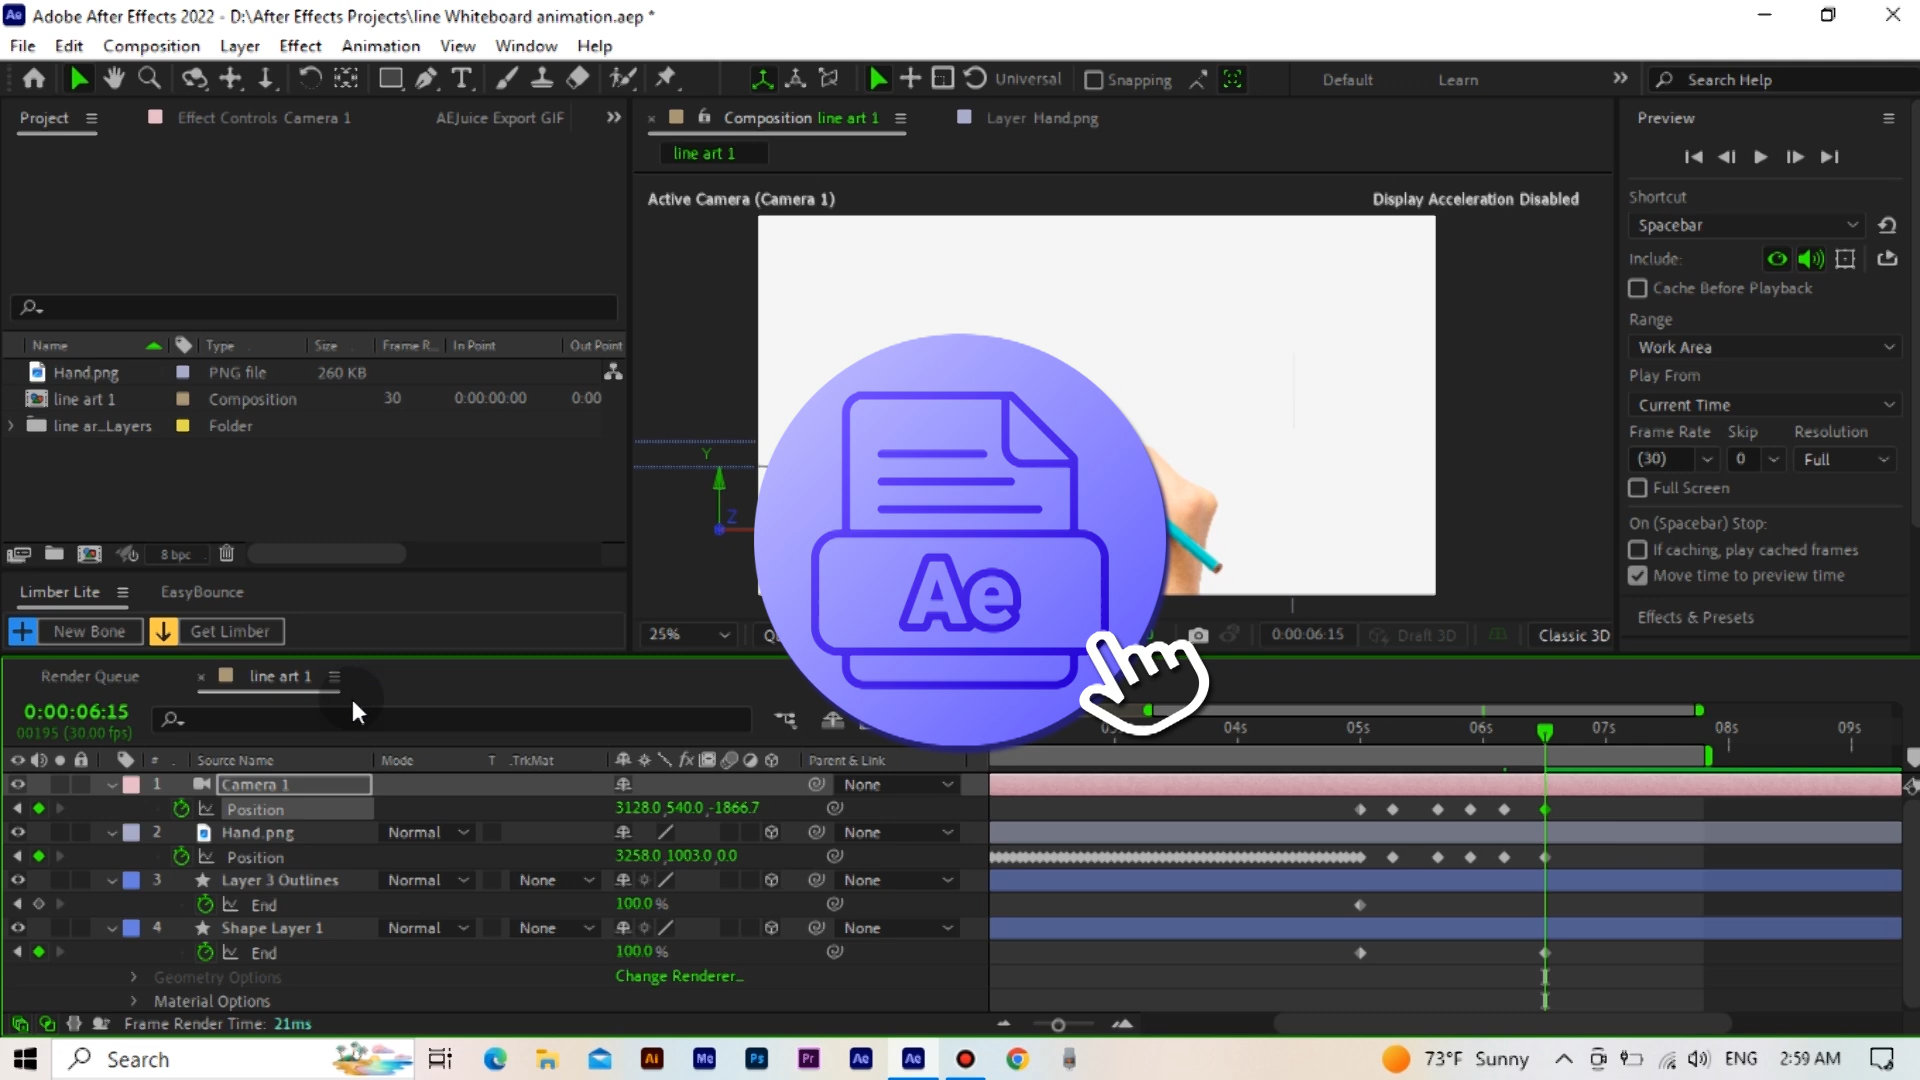 Adobe After Effects 2022 - D:\After Effects Projects\line Whiteboard animation.aep *
File Edit Composition Layer Effect Animation View Window Help
Universal Snapping Default Learn Search Help
Project Effect Controls Camera 1 AEJuice Export GIF Composition line art 1 Layer Hand.png Preview
line art 1
Active Camera (Camera 1) Display Acceleration Disabled
Shortcut
Spacebar
Include:
Cache Before Playback
Range
Work Area
Play From
Current Time
Frame Rate Skip Resolution
(30) 0 Full
Full Screen
On (Spacebar) Stop:
If caching, play cached frames
Move time to preview time
Effects & Presets
Name Type Size Frame R... In Point Out Point
Hand.png PNG file 260 KB
line art 1 Composition 30 0:00:00:00 0:00
line ar_Layers Folder
Y
Z
8 bpc
Limber Lite EasyBounce
New Bone Get Limber
25% 0:00:06:15 Draft 3D Classic 3D
Ae
Render Queue line art 1
0:00:06:15
00195 (30.00 fps)
04s 05s 06s 07s 08s 09s
# Source Name Mode T .TrkMat Parent & Link
1 Camera 1 None
Position 3128.0,540.0,-1866.7
2 Hand.png Normal None
Position 3258.0,1003.0,0.0
3 Layer 3 Outlines Normal None None
End 100.0 %
4 Shape Layer 1 Normal None None
End 100.0 %
Geometry Options Change Renderer...
Material Options
Frame Render Time: 21ms
Search Ai Me Ps Pr Ae Ae 73°F Sunny ENG 2:59 AM